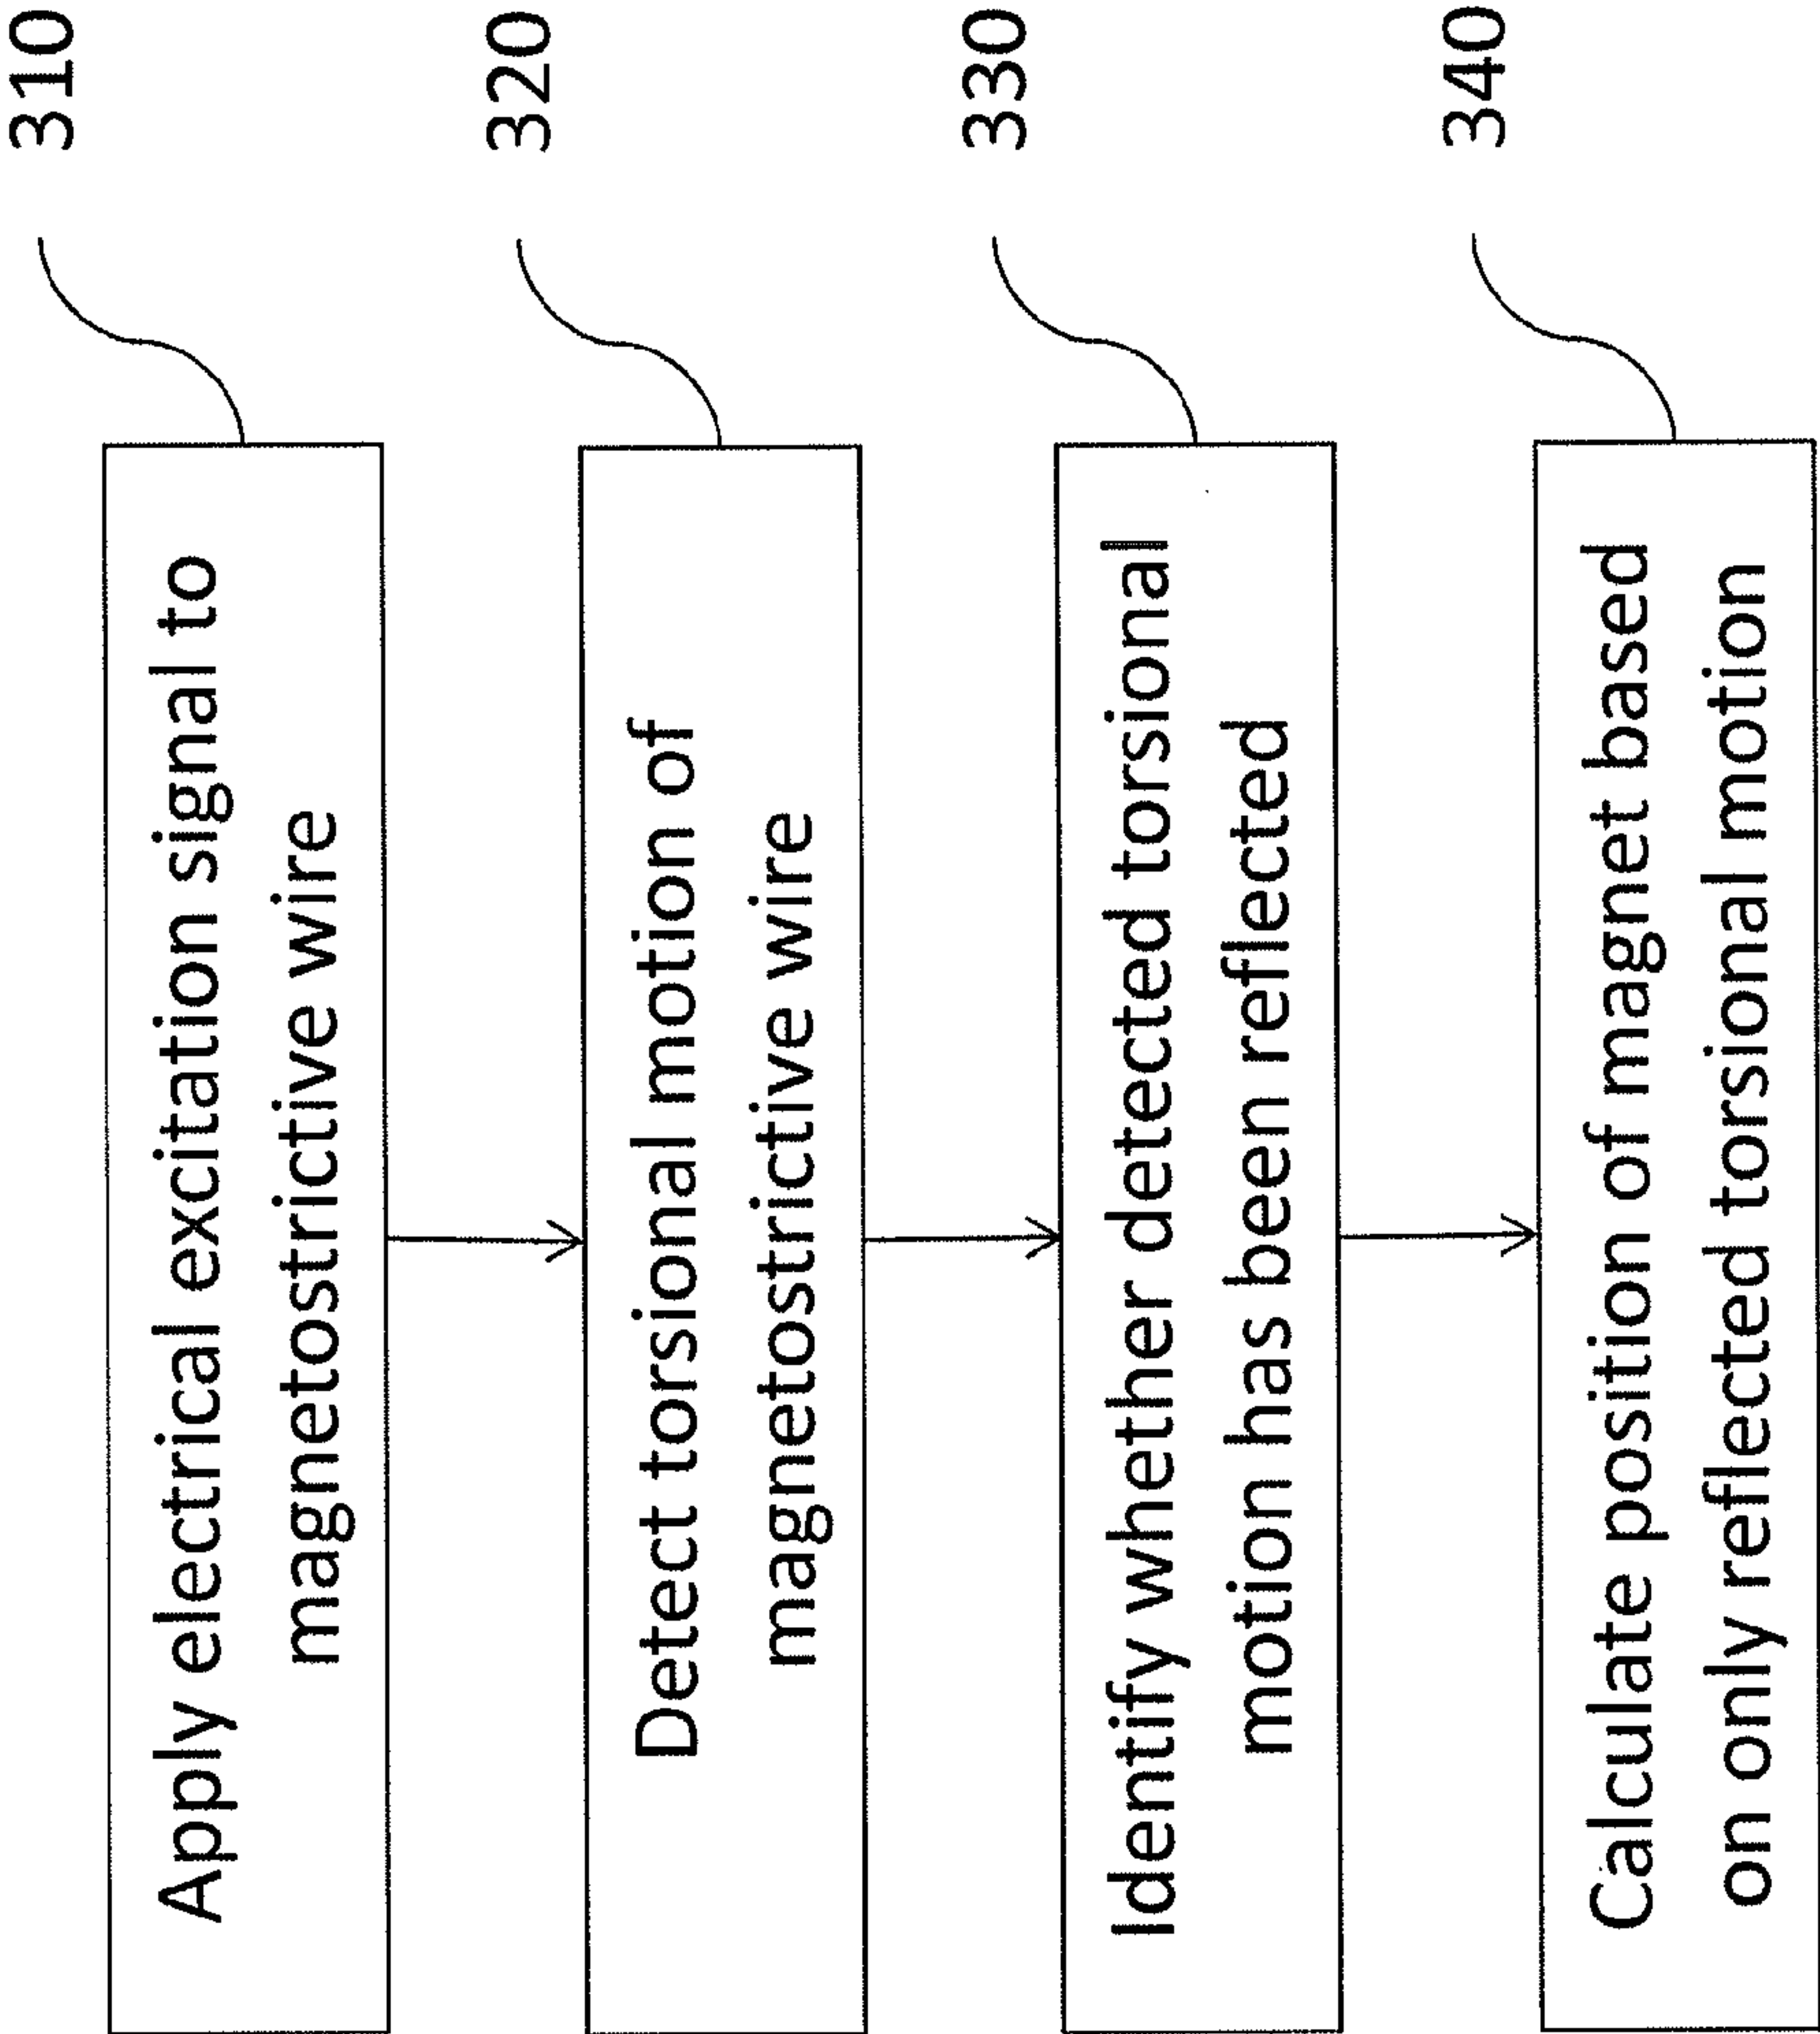 Apply electrical excitation signal to
magnetostrictive wire
310
Detect torsional motion of
magnetostrictive wire
320
Identify whether detected torsional
motion has been reflected
330
Calculate position of magnet based
on only reflected torsional motion
340